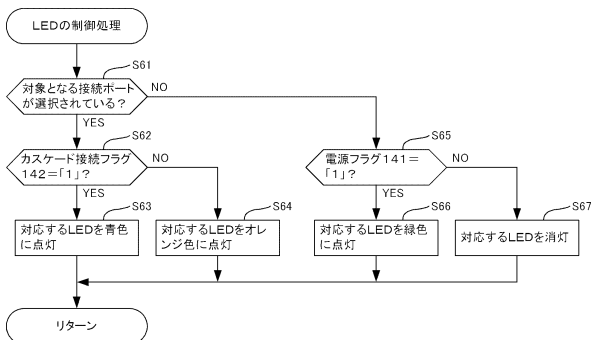 LEDの制御処理
S61
対象となる接続ポート
が選択されている?
NO
YES
S62
カスケード接続フラグ
142=「1」?
NO
YES
S65
電源フラグ141=
「1」?
NO
YES
S63
対応するLEDを青色
に点灯
S64
対応するLEDをオレ
ンジ色に点灯
S66
対応するLEDを緑色
に点灯
S67
対応するLEDを消灯
リターン